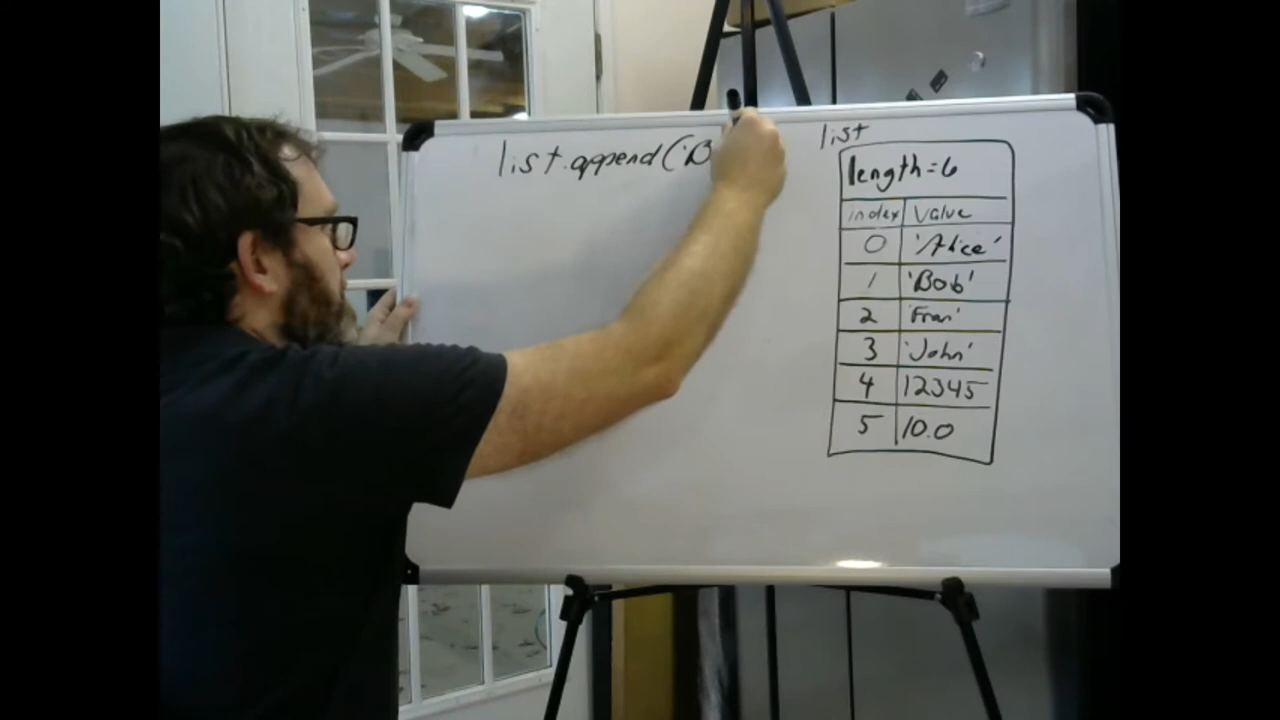 list.append('B
list
length=6
index value
0 'Alice'
1 'Bob'
2 'Fran'
3 'John'
4 12345
5 10.0